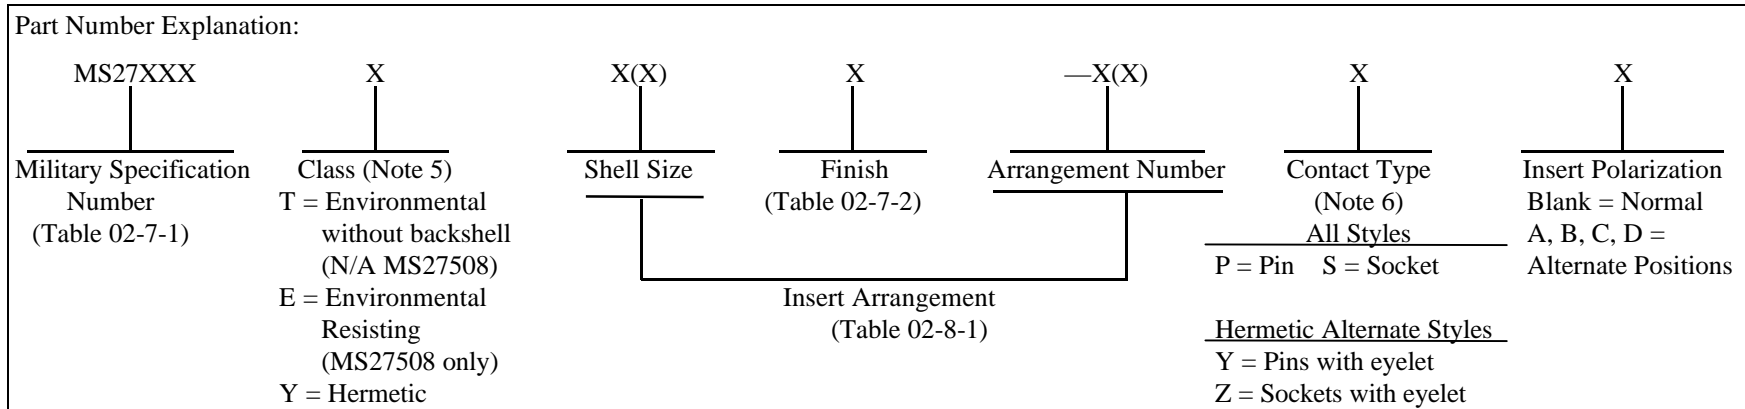 Part Number Explanation:
MS27XXX X X(X) X —X(X) X X
Military Specification Number (Table 02-7-1)
Class (Note 5)
T = Environmental
without backshell
(N/A MS27508)
E = Environmental
Resisting
(MS27508 only)
Y = Hermetic
Shell Size
Finish
(Table 02-7-2)
Arrangement Number
Insert Arrangement
(Table 02-8-1)
Contact Type
(Note 6)
All Styles
P = Pin S = Socket
Hermetic Alternate Styles
Y = Pins with eyelet
Z = Sockets with eyelet
Insert Polarization
Blank = Normal
A, B, C, D =
Alternate Positions